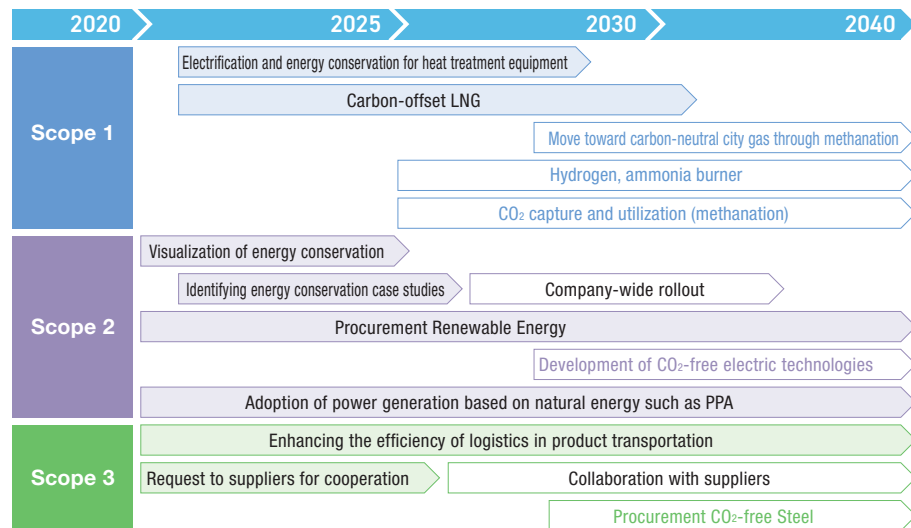 2020 2025 2030 2040
Scope 1
Electrification and energy conservation for heat treatment equipment
Carbon-offset LNG
Move toward carbon-neutral city gas through methanation
Hydrogen, ammonia burner
CO₂ capture and utilization (methanation)
Scope 2
Visualization of energy conservation
Identifying energy conservation case studies Company-wide rollout
Procurement Renewable Energy
Development of CO₂-free electric technologies
Adoption of power generation based on natural energy such as PPA
Scope 3
Enhancing the efficiency of logistics in product transportation
Request to suppliers for cooperation Collaboration with suppliers
Procurement CO₂-free Steel